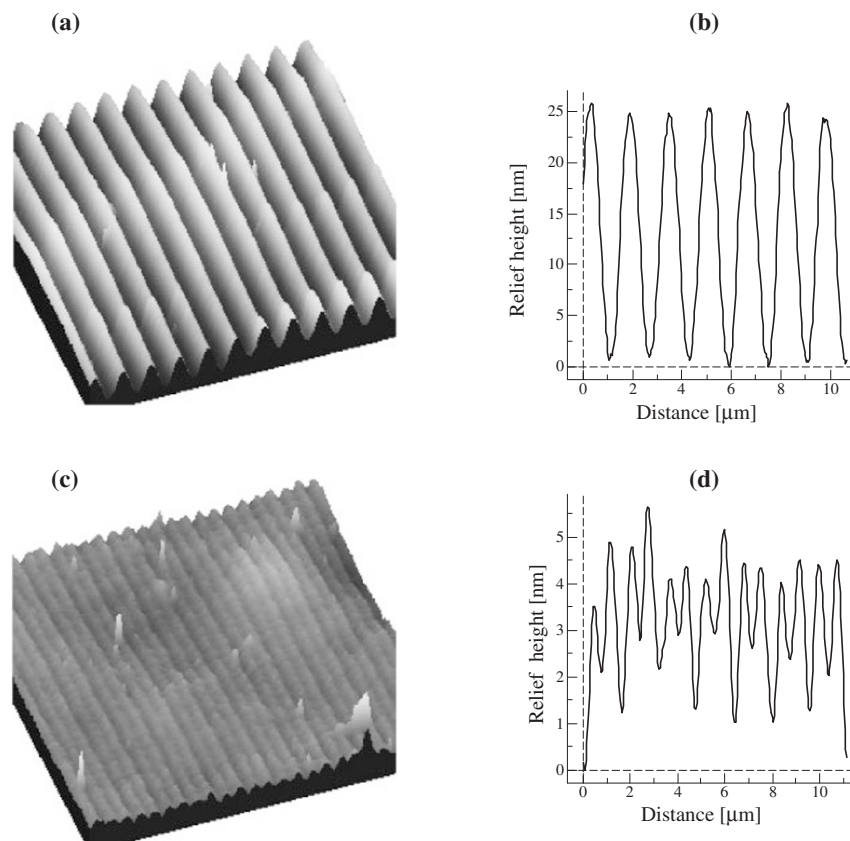 (a)
(b)
25
20
15
10
5
0
Relief height [nm]
0 2 4 6 8 10
Distance [μm]
(c)
(d)
5
4
3
2
1
0
Relief height [nm]
0 2 4 6 8 10
Distance [μm]